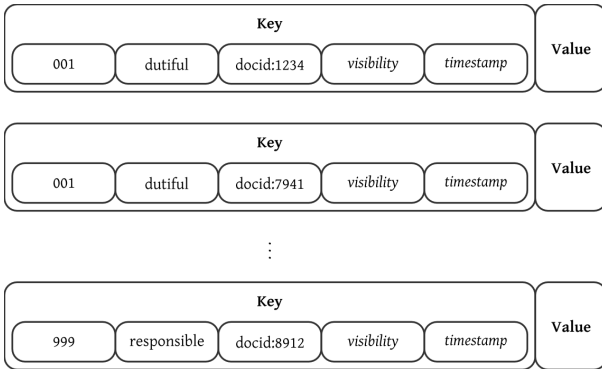 Key
Value
001 dutiful docid:1234 visibility timestamp
Key
Value
001 dutiful docid:7941 visibility timestamp
⋮
Key
Value
999 responsible docid:8912 visibility timestamp